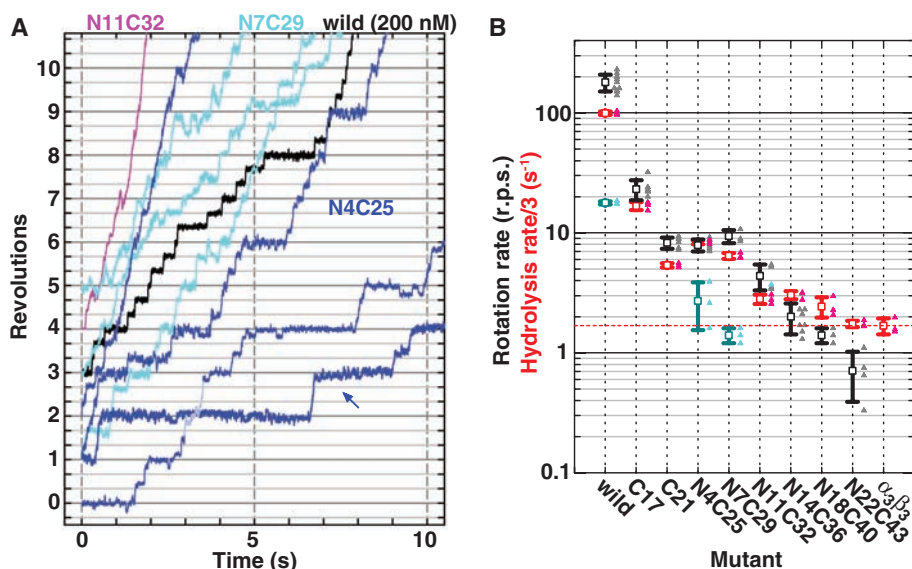 A
N11C32 N7C29 wild (200 nM)
Revolutions
10
9
8
7
6
5
4
3
2
1
0
N4C25
0 5 10
Time (s)
B
Rotation rate (r.p.s.)
Hydrolysis rate/3 (s⁻¹)
100
10
1
0.1
wild
C17
C21
N4C25
N7C29
N11C32
N14C36
N18C40
N22C43
α₃β₃
Mutant